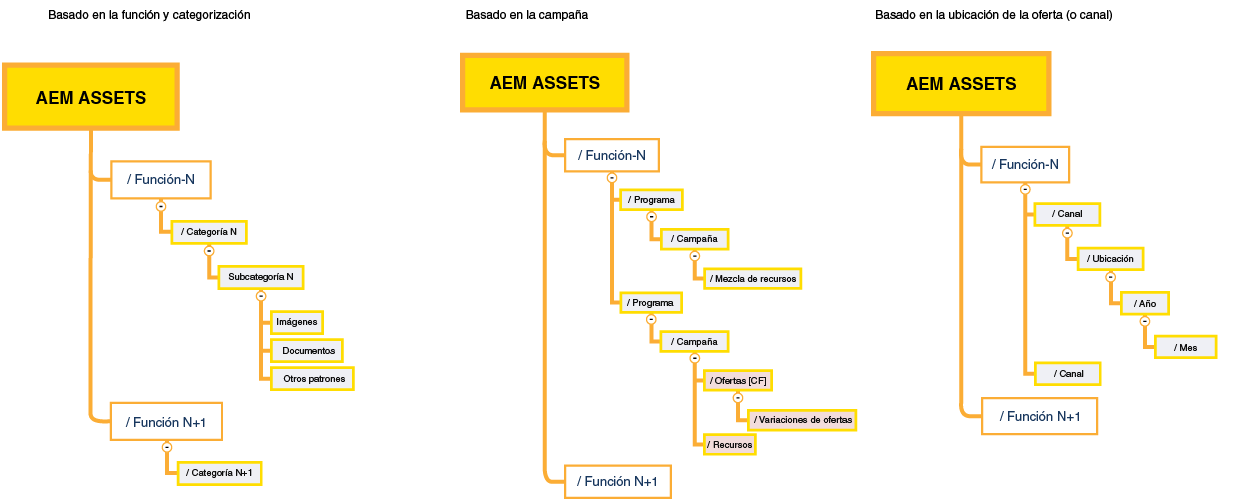 Basado en la función y categorización
AEM ASSETS
/ Función-N
/ Categoría N
Subcategoría N
Imágenes
Documentos
Otros patrones
/ Función N+1
/ Categoría N+1
Basado en la campaña
AEM ASSETS
/ Función-N
/ Programa
/ Campaña
/ Mezcla de recursos
/ Programa
/ Campaña
/ Ofertas [CF]
/ Variaciones de ofertas
/ Recursos
/ Función N+1
Basado en la ubicación de la oferta (o canal)
AEM ASSETS
/ Función-N
/ Canal
/ Ubicación
/ Año
/ Mes
/ Canal
/ Función N+1